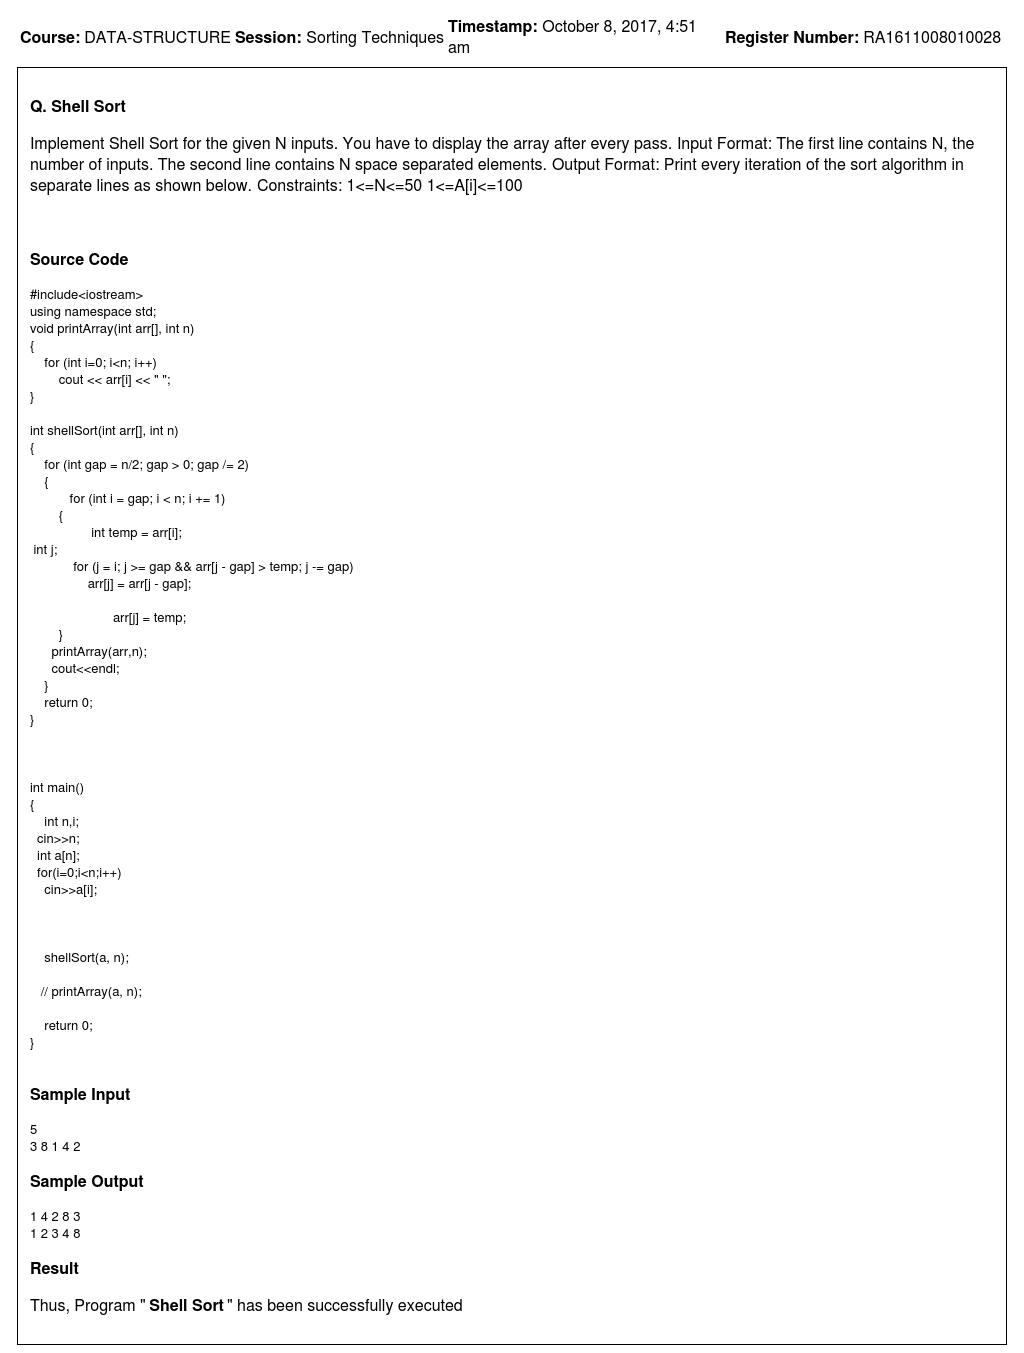 Course: DATA-STRUCTURE Session: Sorting Techniques Timestamp: October 8, 2017, 4:51 am Register Number: RA1611008010028
Q. Shell Sort
Implement Shell Sort for the given N inputs. You have to display the array after every pass. Input Format: The first line contains N, the
number of inputs. The second line contains N space separated elements. Output Format: Print every iteration of the sort algorithm in
separate lines as shown below. Constraints: 1<=N<=50 1<=A[i]<=100
Source Code
#include<iostream>
using namespace std;
void printArray(int arr[], int n)
{
    for (int i=0; i<n; i++)
        cout << arr[i] << " ";
}
int shellSort(int arr[], int n)
{
    for (int gap = n/2; gap > 0; gap /= 2)
    {
           for (int i = gap; i < n; i += 1)
        {
                 int temp = arr[i];
 int j;
            for (j = i; j >= gap && arr[j - gap] > temp; j -= gap)
                arr[j] = arr[j - gap];
                       arr[j] = temp;
        }
      printArray(arr,n);
      cout<<endl;
    }
    return 0;
}
int main()
{
    int n,i;
  cin>>n;
  int a[n];
  for(i=0;i<n;i++)
    cin>>a[i];
    shellSort(a, n);
   // printArray(a, n);
    return 0;
}
Sample Input
5
3 8 1 4 2
Sample Output
1 4 2 8 3
1 2 3 4 8
Result
Thus, Program " Shell Sort " has been successfully executed